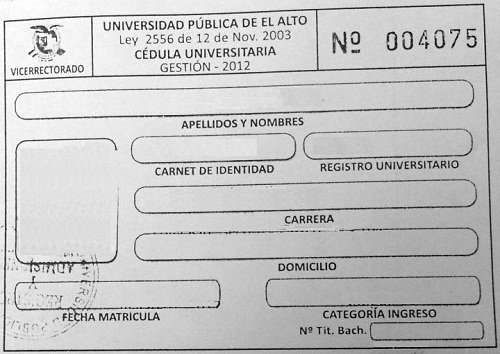 UNIVERSIDAD PÚBLICA DE EL ALTO
Ley 2556 de 12 de Nov. 2003
CÉDULA UNIVERSITARIA
GESTIÓN - 2012
VICERRECTORADO
Nº 004075
APELLIDOS Y NOMBRES
CARNET DE IDENTIDAD
REGISTRO UNIVERSITARIO
CARRERA
DOMICILIO
FECHA MATRICULA
CATEGORÍA INGRESO
Nº Tit. Bach.